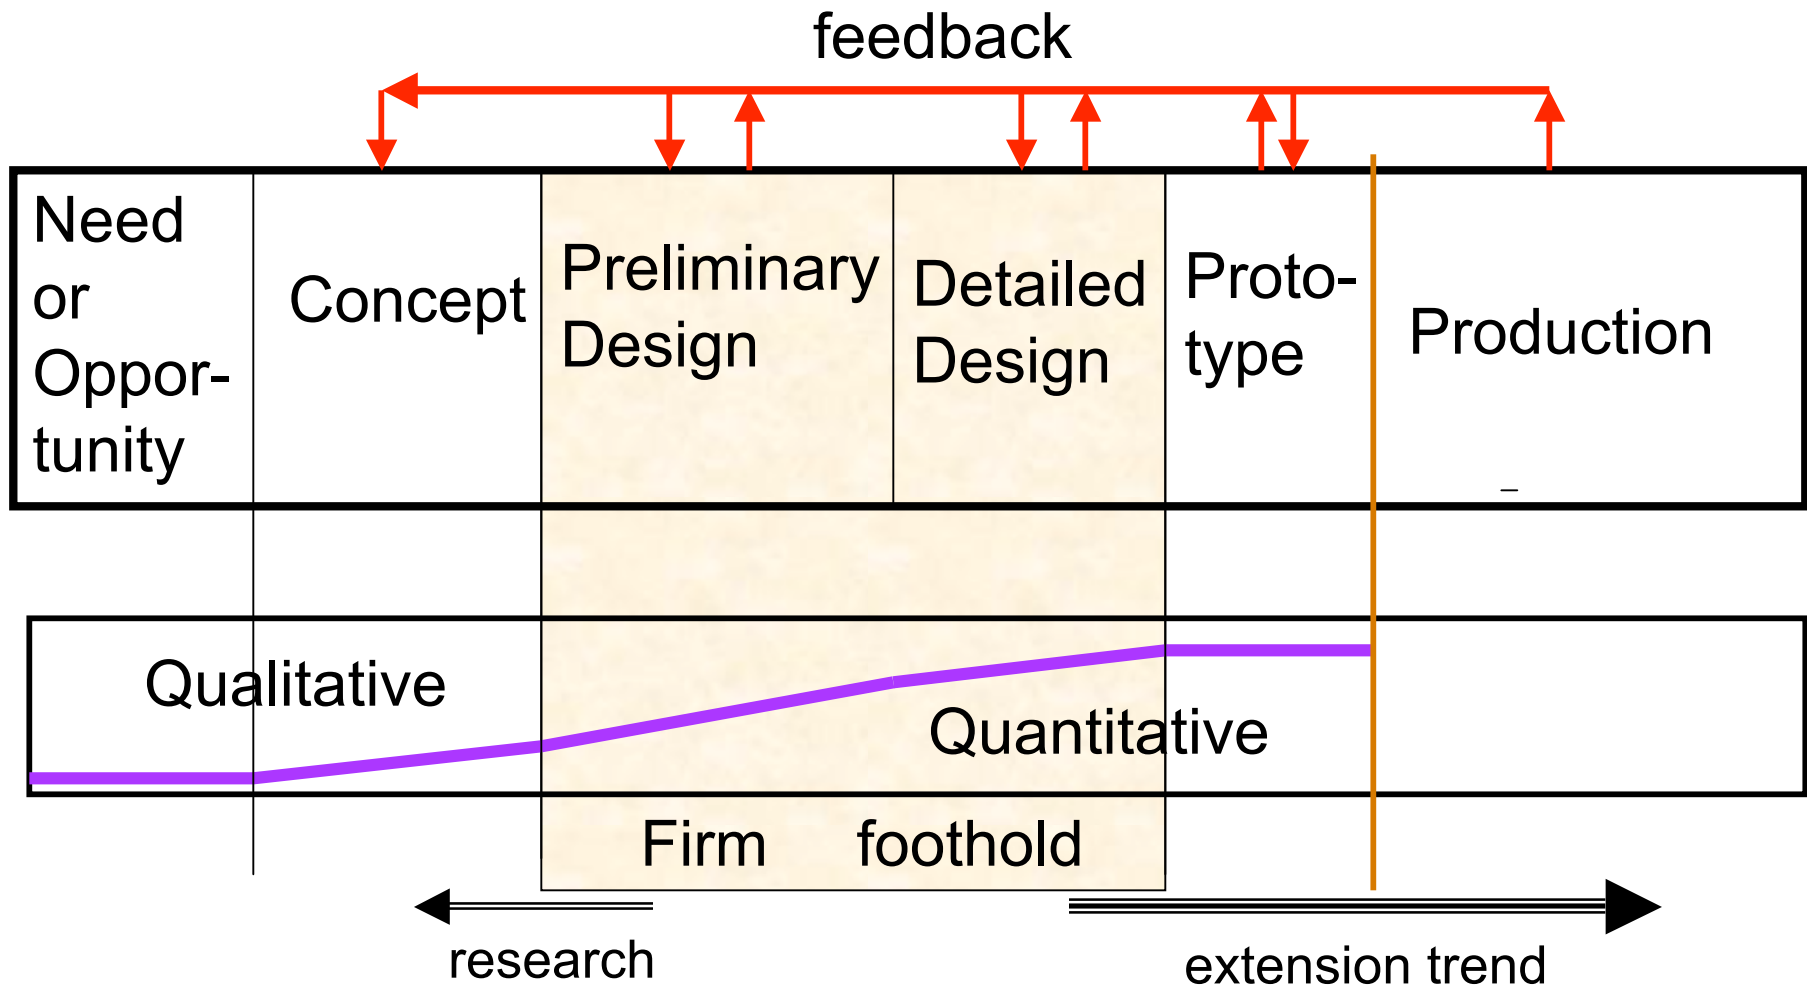 feedback
Need
or
Oppor-
tunity
Concept
Preliminary
Design
Detailed
Design
Proto-
type
Production
Qualitative
Quantitative
Firm foothold
research
extension trend